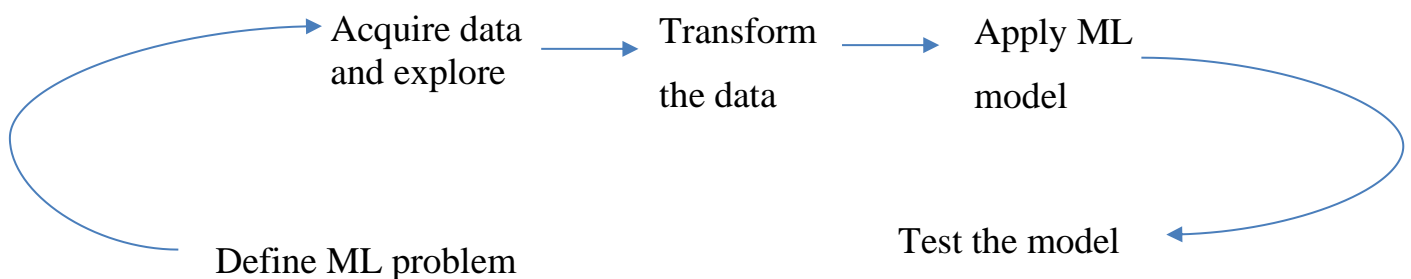 Acquire data
and explore
Transform
the data
Apply ML
model
Test the model
Define ML problem